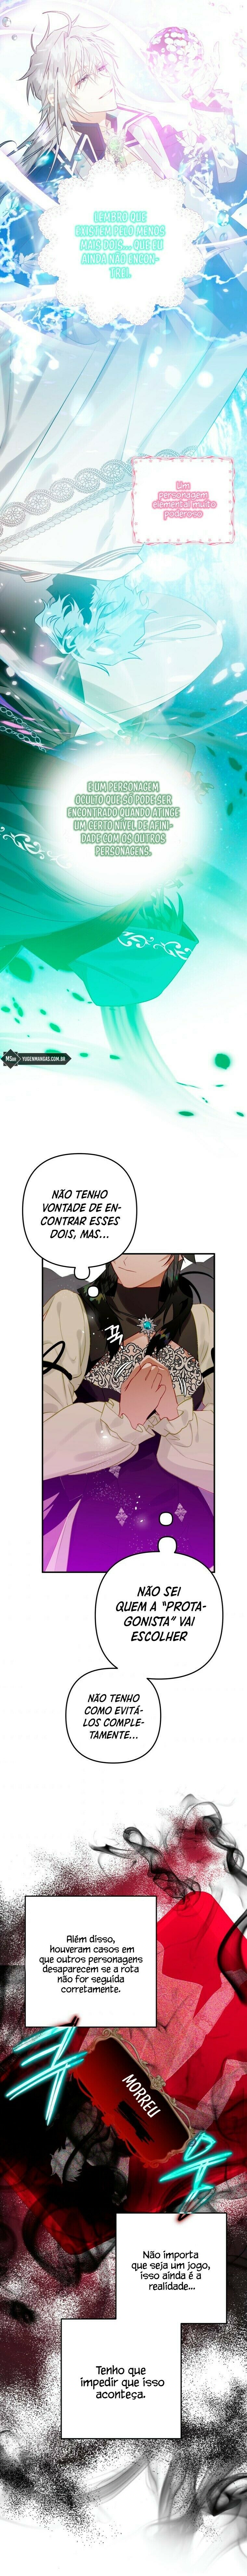 LEMBRO QUE
EXISTEM PELO MENOS
MAIS DOIS... QUE EU
AINDA NÃO ENCON-
TREI.
Um
personagem
elemental muito
poderoso
E UM PERSONAGEM
OCULTO QUE SÓ PODE SER
ENCONTRADO QUANDO ATINGE
UM CERTO NÍVEL DE AFINI-
DADE COM OS OUTROS
PERSONAGENS.
MSin YUGENMANGAS.COM.BR
NÃO TENHO
VONTADE DE EN-
CONTRAR ESSES
DOIS, MAS...
NÃO SEI
QUEM A "PROTA-
GONISTA" VAI
ESCOLHER
NÃO TENHO
COMO EVITÁ-
LOS COMPLE-
TAMENTE...
Além disso,
houveram casos em
que outros personagens
desaparecem se a rota
não for seguida
corretamente.
MORREU
Não importa
que seja um jogo,
isso ainda é a
realidade...
Tenho que
impedir que isso
aconteça.